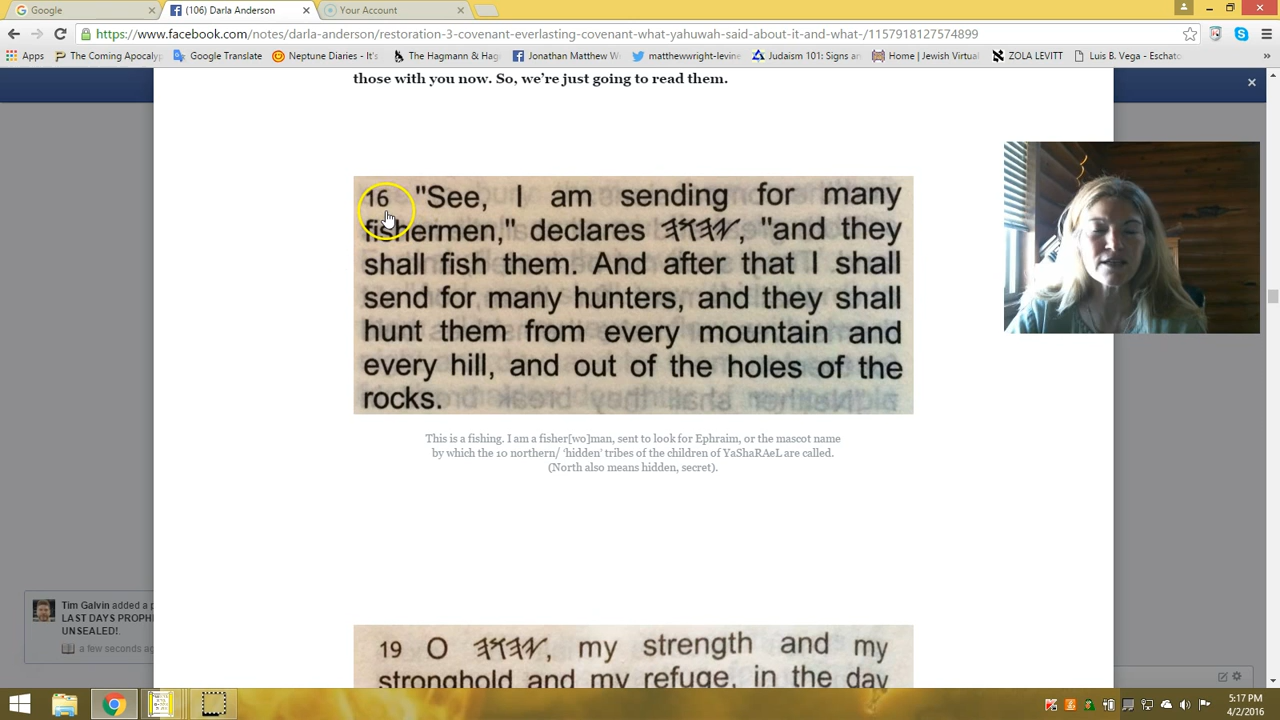 Google
(106) Darla Anderson
Your Account
https://www.facebook.com/notes/darla-anderson/restoration-3-covenant-everlasting-covenant-what-yahuwah-said-about-it-and-what-/1157918127574899
Apps
The Coming Apocalyp
Google Translate
Neptune Diaries - It's
The Hagmann & Hag
Jonathan Matthew W
matthewwright-levine
Judaism 101: Signs an
Home | Jewish Virtual
ZOLA LEVITT
Luis B. Vega - Eschato
those with you now. So, we're just going to read them.
16 "See, I am sending for many
fishermen," declares 𐤉𐤄𐤅𐤄, "and they
shall fish them. And after that I shall
send for many hunters, and they shall
hunt them from every mountain and
every hill, and out of the holes of the
rocks.
This is a fishing. I am a fisher[wo]man, sent to look for Ephraim, or the mascot name
by which the 10 northern/ 'hidden' tribes of the children of YaShaRAeL are called.
(North also means hidden, secret).
Tim Galvin added a p
LAST DAYS PROPH
UNSEALED!.
a few seconds ag
19 O 𐤉𐤄𐤅𐤄, my strength and my
stronghold and my refuge, in the day
5:17 PM
4/2/2016